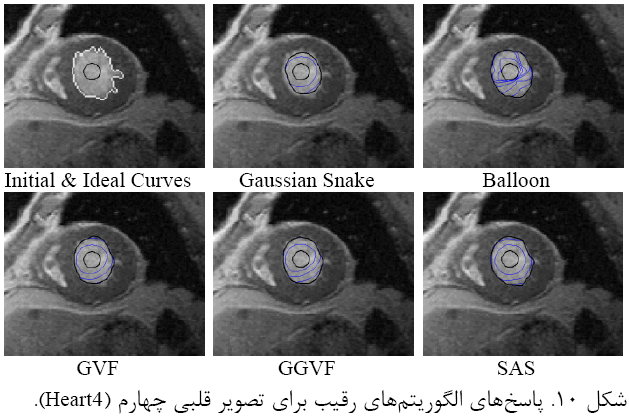 Initial & Ideal Curves Gaussian Snake Balloon
GVF GGVF SAS
شکل ۱۰. پاسخ‌های الگوریتم‌های رقیب برای تصویر قلبی چهارم (Heart4).